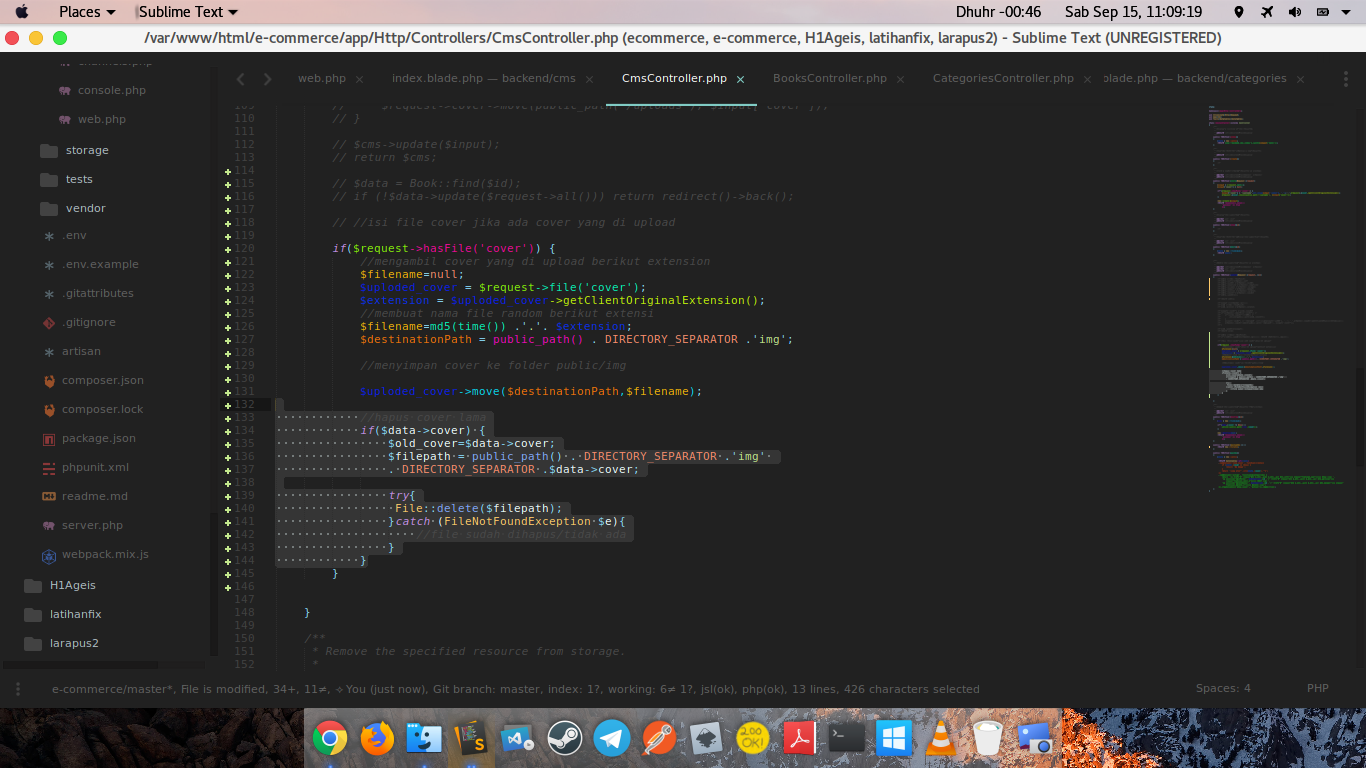 Places
Sublime Text
Dhuhr -00:46
Sab Sep 15, 11:09:19
/var/www/html/e-commerce/app/Http/Controllers/CmsController.php (ecommerce, e-commerce, H1Ageis, latihanfix, larapus2) - Sublime Text (UNREGISTERED)
web.php ×
index.blade.php — backend/cms ×
CmsController.php ×
BooksController.php ×
CategoriesController.php ×
blade.php — backend/categories ×
console.php
web.php
storage
tests
vendor
.env
.env.example
.gitattributes
.gitignore
artisan
composer.json
composer.lock
package.json
phpunit.xml
readme.md
server.php
webpack.mix.js
H1Ageis
latihanfix
larapus2
110 // }
111
112 // $cms->update($input);
113 // return $cms;
114
115 // $data = Book::find($id);
116 // if (!$data->update($request->all())) return redirect()->back();
117
118 // //isi file cover jika ada cover yang di upload
119
120 if($request->hasFile('cover')) {
121 //mengambil cover yang di upload berikut extension
122 $filename=null;
123 $uploded_cover = $request->file('cover');
124 $extension = $uploded_cover->getClientOriginalExtension();
125 //membuat nama file random berikut extensi
126 $filename=md5(time()) .'.'. $extension;
127 $destinationPath = public_path() . DIRECTORY_SEPARATOR .'img';
128
129 //menyimpan cover ke folder public/img
130
131 $uploded_cover->move($destinationPath,$filename);
132
133 //hapus cover lama
134 if($data->cover) {
135 $old_cover=$data->cover;
136 $filepath = public_path() . DIRECTORY_SEPARATOR .'img'
137 . DIRECTORY_SEPARATOR .$data->cover;
138
139 try{
140 File::delete($filepath);
141 }catch (FileNotFoundException $e){
142 //file sudah dihapus/tidak ada
143 }
144 }
145 }
146
147
148 }
149
150 /**
151 * Remove the specified resource from storage.
152 *
e-commerce/master*, File is modified, 34+, 11≠, ⟡You (just now), Git branch: master, index: 1?, working: 6≠ 1?, jsl(ok), php(ok), 13 lines, 426 characters selected
Spaces: 4
PHP
200 OK!